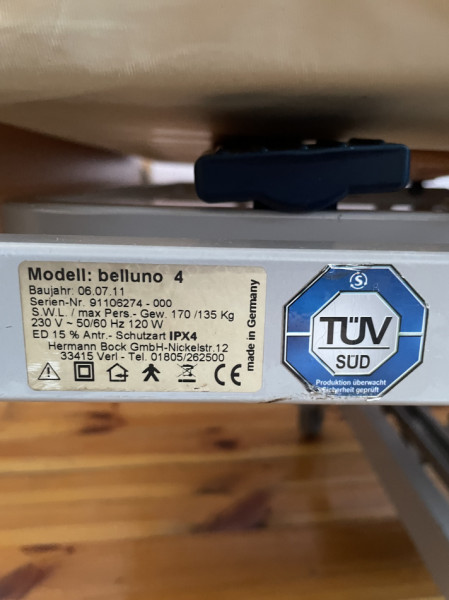 Modell: belluno 4
Baujahr: 06.07.11
Serien-Nr. 91106274 - 000
S.W.L. / max Pers.- Gew. 170 /135 Kg
230 V ~ 50/60 Hz 120 W
ED 15 % Antr.- Schutzart IPX4
Hermann Bock GmbH-Nickelstr.12
33415 Verl - Tel. 01805/262500
CE
made in Germany
S
TÜV
SÜD
Produktion überwacht
Sicherheit geprüft